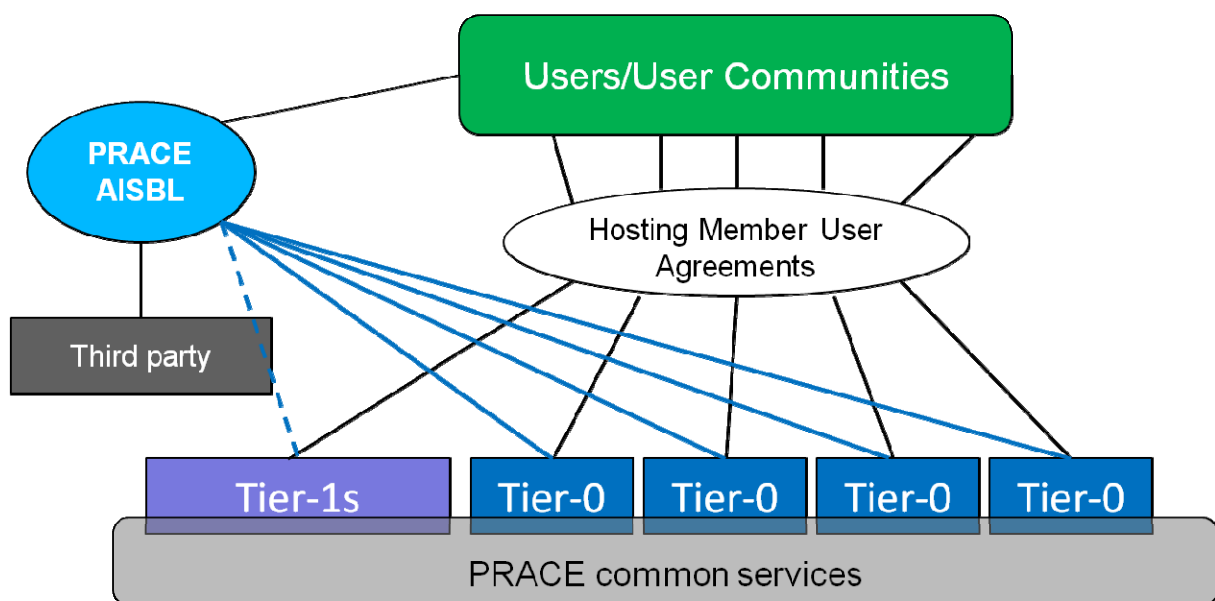 Users/User Communities
PRACE
AISBL
Hosting Member User
Agreements
Third party
Tier-1s
Tier-0
Tier-0
Tier-0
Tier-0
PRACE common services